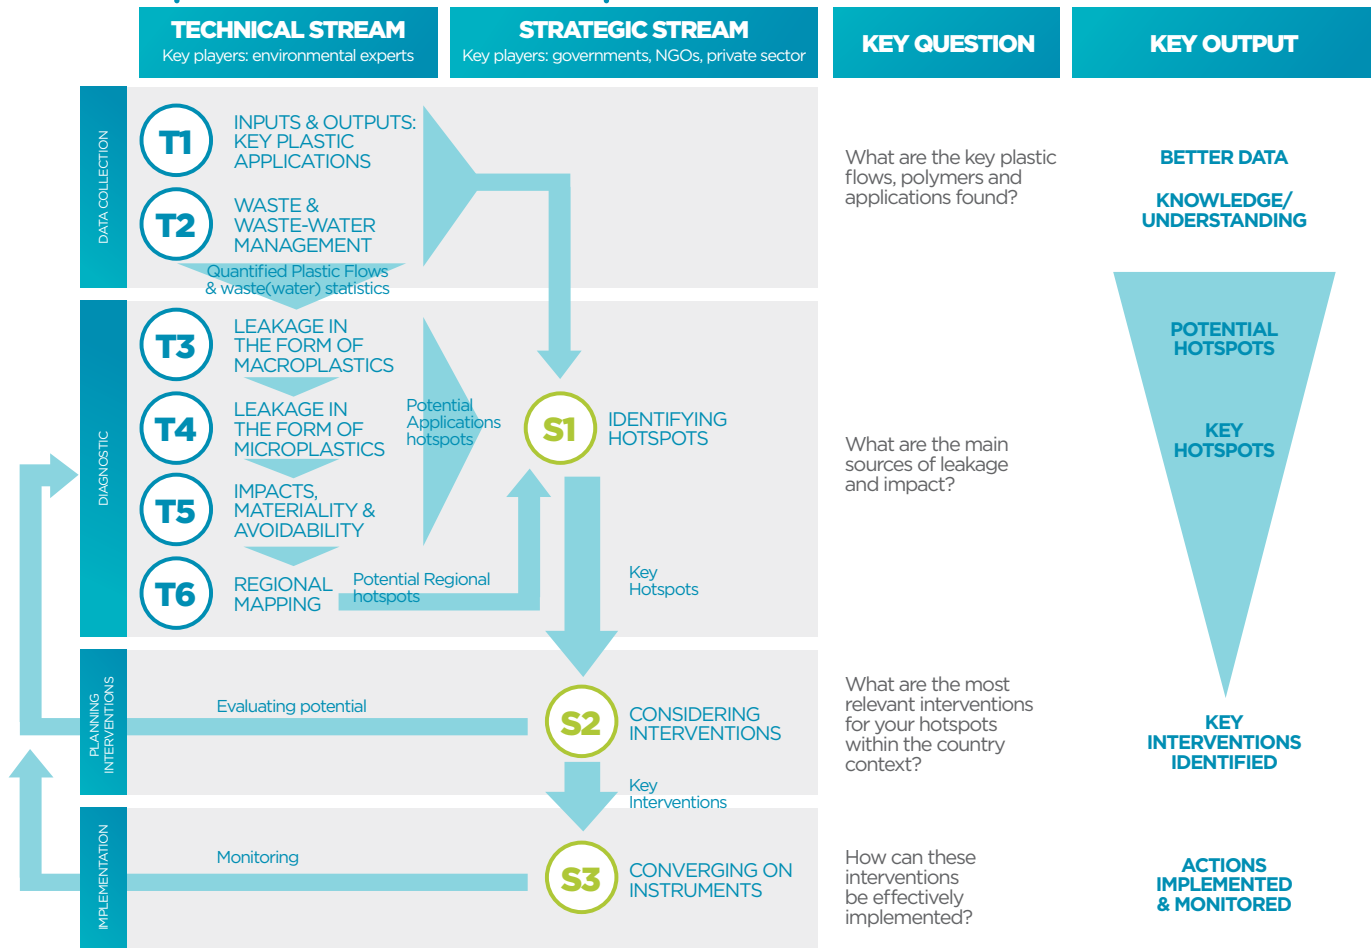 TECHNICAL STREAM
Key players: environmental experts
STRATEGIC STREAM
Key players: governments, NGOs, private sector
KEY QUESTION
KEY OUTPUT
DATA COLLECTION
T1
INPUTS & OUTPUTS:
KEY PLASTIC
APPLICATIONS
T2
WASTE &
WASTE-WATER
MANAGEMENT
Quantified Plastic Flows
& waste(water) statistics
What are the key plastic
flows, polymers and
applications found?
BETTER DATA
KNOWLEDGE/
UNDERSTANDING
DIAGNOSTIC
T3
LEAKAGE IN
THE FORM OF
MACROPLASTICS
T4
LEAKAGE IN
THE FORM OF
MICROPLASTICS
T5
IMPACTS,
MATERIALITY &
AVOIDABILITY
T6
REGIONAL
MAPPING
Potential
Applications
hotspots
Potential Regional
hotspots
S1
IDENTIFYING
HOTSPOTS
Key
Hotspots
What are the main
sources of leakage
and impact?
POTENTIAL
HOTSPOTS
KEY
HOTSPOTS
PLANNING
INTERVENTIONS
Evaluating potential
S2
CONSIDERING
INTERVENTIONS
Key
Interventions
What are the most
relevant interventions
for your hotspots
within the country
context?
KEY
INTERVENTIONS
IDENTIFIED
IMPLEMENTATION
Monitoring
S3
CONVERGING ON
INSTRUMENTS
How can these
interventions
be effectively
implemented?
ACTIONS
IMPLEMENTED
& MONITORED